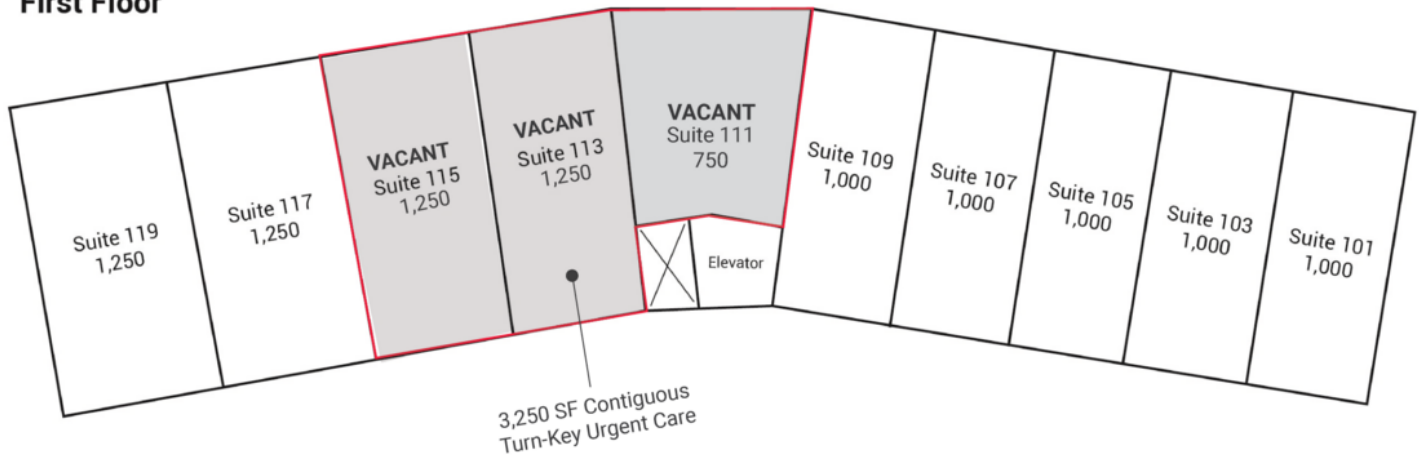 First Floor
Suite 119
1,250
Suite 117
1,250
VACANT
Suite 115
1,250
VACANT
Suite 113
1,250
VACANT
Suite 111
750
Elevator
Suite 109
1,000
Suite 107
1,000
Suite 105
1,000
Suite 103
1,000
Suite 101
1,000
3,250 SF Contiguous
Turn-Key Urgent Care